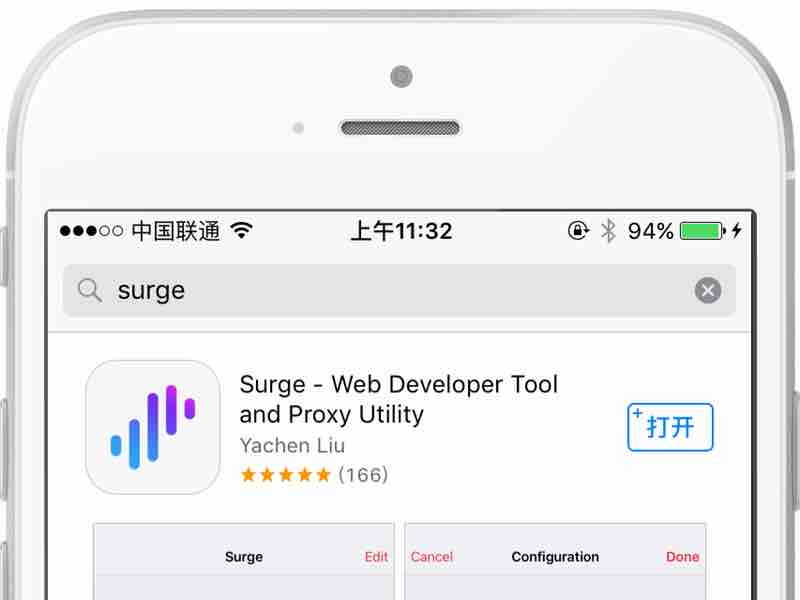 中国联通
上午11:32
94%
surge
Surge - Web Developer Tool
and Proxy Utility
Yachen Liu
(166)
+打开
Surge
Edit
Cancel
Configuration
Done